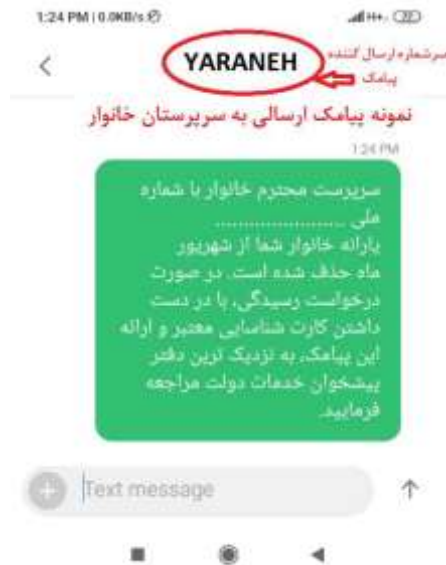 1:24 PM | 0.0KB/s
YARANEH
سرشماره ارسال کننده
پیامک
نمونه پیامک ارسالی به سرپرستان خانوار
1:24 PM
سرپرست محترم خانوار با شماره
ملی ........................
یارانه خانوار شما از شهریور
ماه حذف شده است. در صورت
درخواست رسیدگی، با در دست
داشتن کارت شناسایی معتبر و ارائه
این پیامک، به نزدیک ترین دفتر
پیشخوان خدمات دولت مراجعه
فرمایید.
Text message